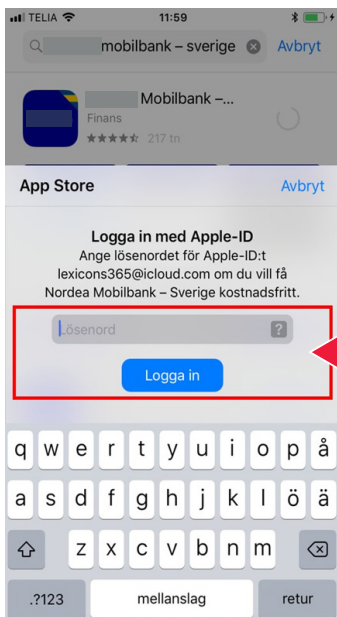 TELIA 11:59
mobilbank – sverige Avbryt
Mobilbank –...
Finans
217 tn
App Store Avbryt
Logga in med Apple-ID
Ange lösenordet för Apple-ID:t
lexicons365@icloud.com om du vill få
Nordea Mobilbank – Sverige kostnadsfritt.
Lösenord ?
Logga in
q w e r t y u i o p å
a s d f g h j k l ö ä
z x c v b n m
.?123 mellanslag retur